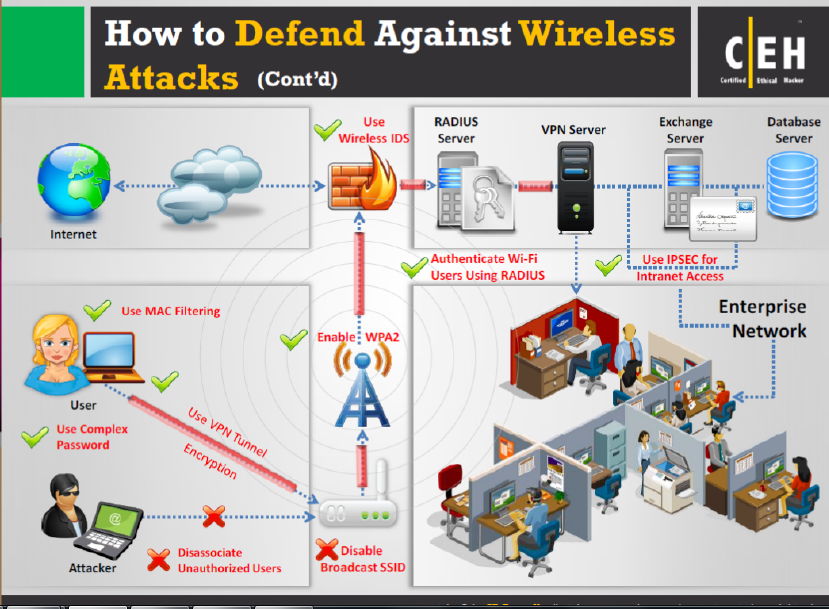 How to Defend Against Wireless
Attacks (Cont'd)
C|EH
Certified Ethical Hacker
Use
Wireless IDS
RADIUS
Server
VPN Server
Exchange
Server
Database
Server
Internet
Authenticate Wi-Fi
Users Using RADIUS
Use IPSEC for
Intranet Access
Use MAC Filtering
Enable WPA2
Enterprise
Network
User
Use Complex
Password
Use VPN Tunnel
Encryption
@
Attacker
Disassociate
Unauthorized Users
Disable
Broadcast SSID